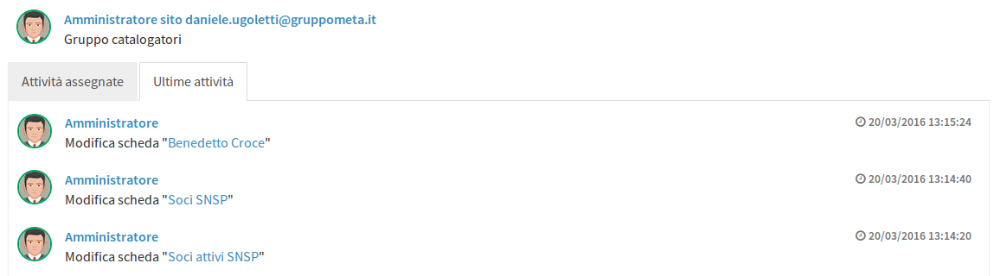 Amministratore sito daniele.ugoletti@gruppometa.it
Gruppo catalogatori
Attività assegnate
Ultime attività
Amministratore
20/03/2016 13:15:24
Modifica scheda "Benedetto Croce"
Amministratore
20/03/2016 13:14:40
Modifica scheda "Soci SNSP"
Amministratore
20/03/2016 13:14:20
Modifica scheda "Soci attivi SNSP"